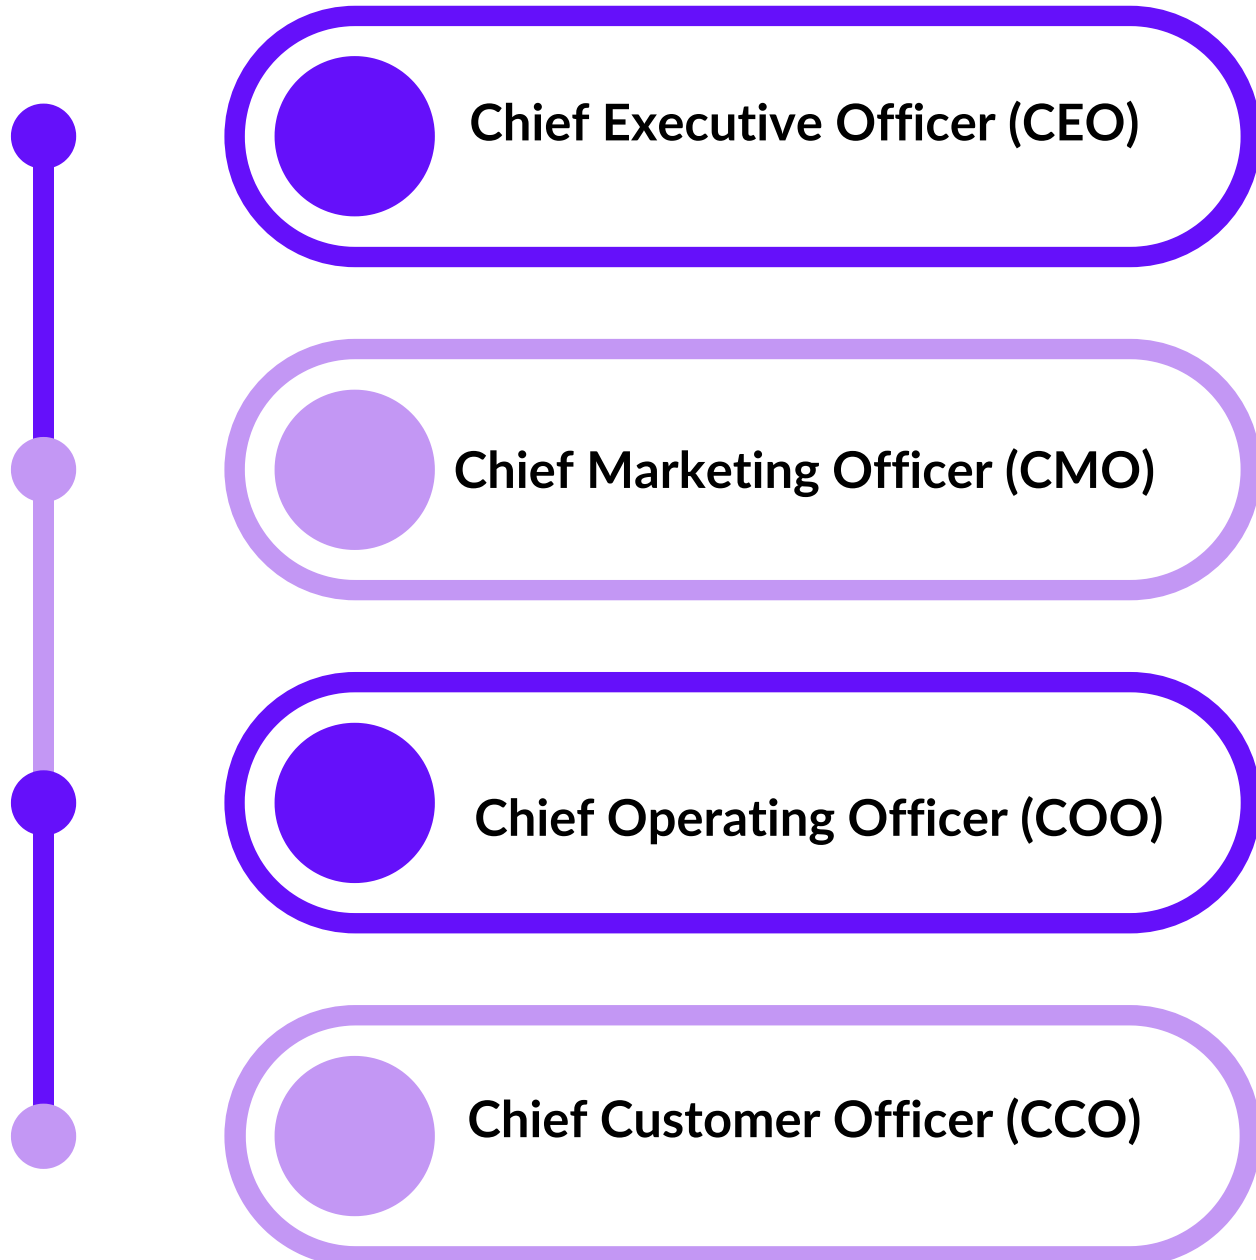 Chief Executive Officer (CEO)
Chief Marketing Officer (CMO)
Chief Operating Officer (COO)
Chief Customer Officer (CCO)